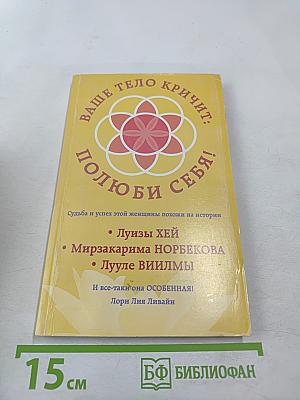 ВАШЕ ТЕЛО КРИЧИТ:
ПОЛЮБИ СЕБЯ!
Судьба и успех этой женщины похожи на истории
• Луизы ХЕЙ
• Мирзакарима НОРБЕКОВА
• Лууле ВИИЛМЫ
И все-таки она ОСОБЕННАЯ!
Лори Лия Ливайн
15 см
БФ БИБЛИОФАН